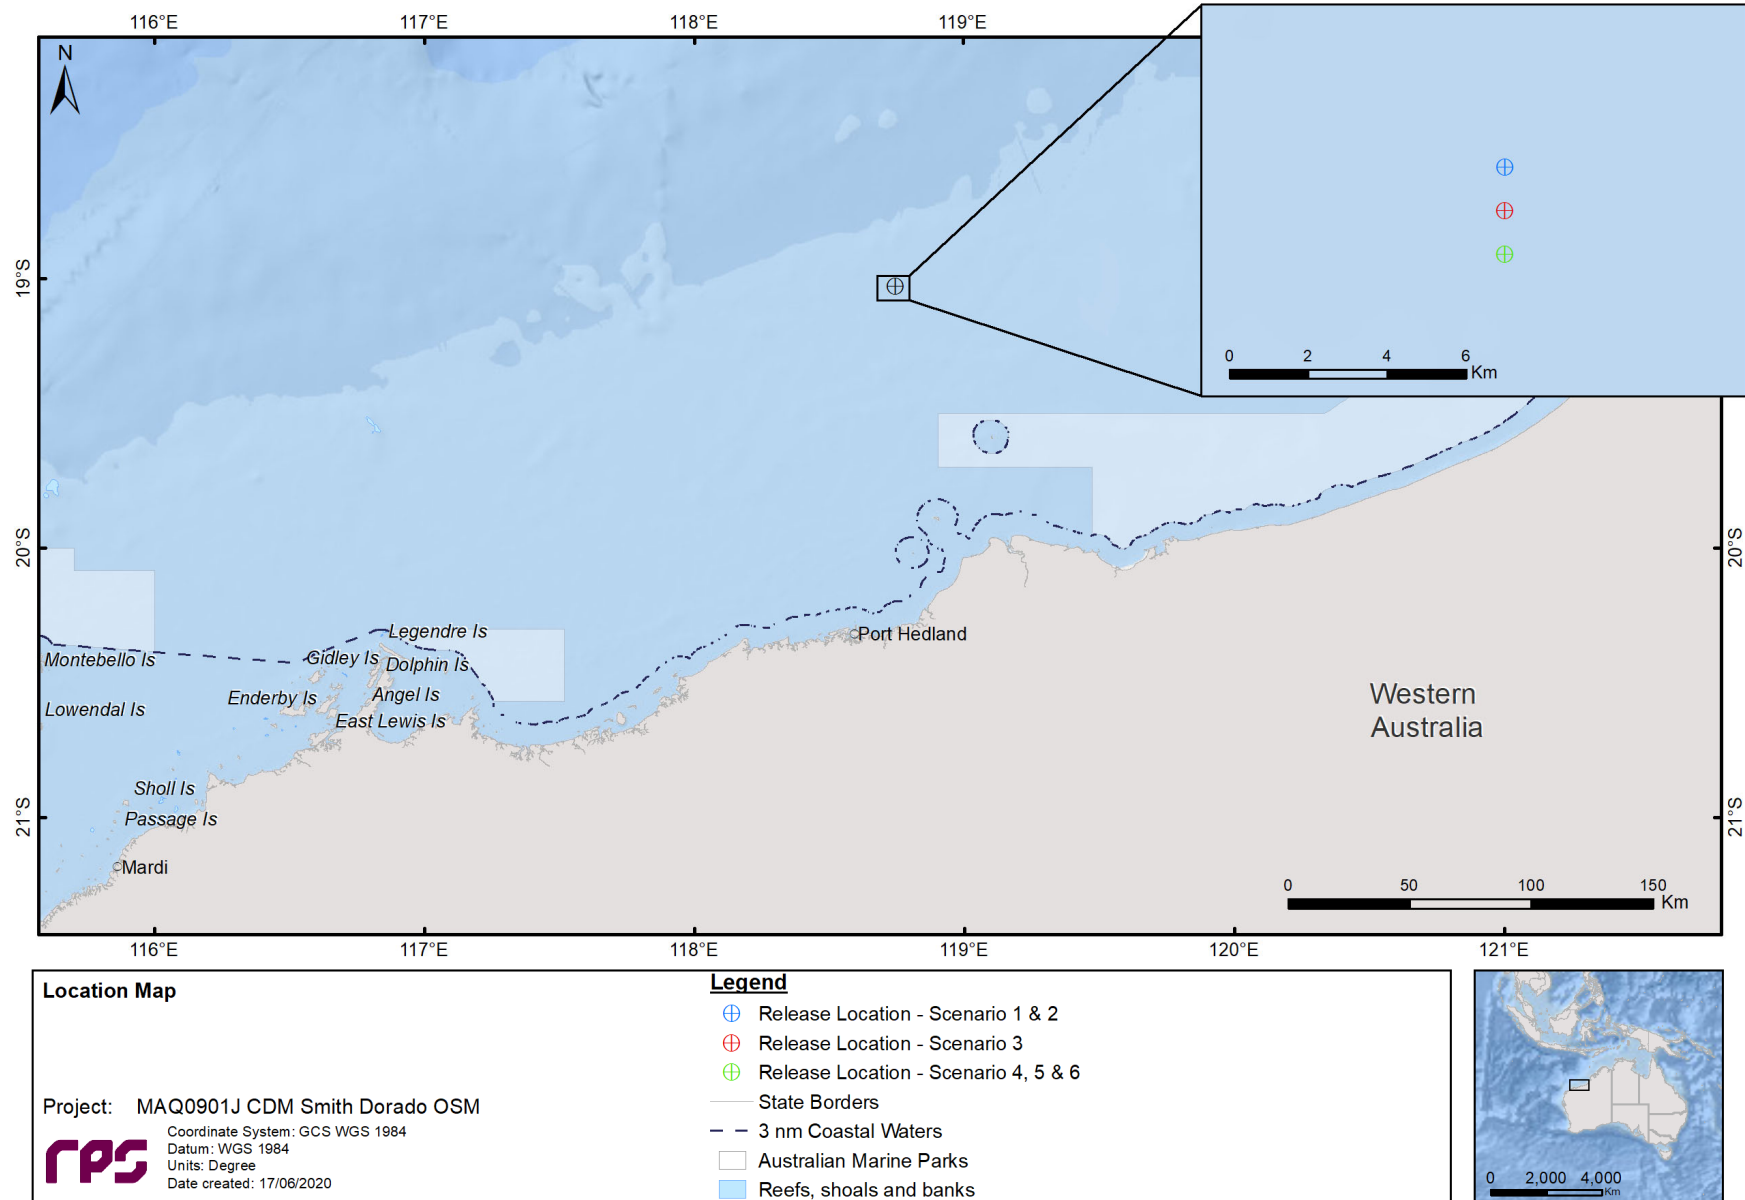 116°E 117°E 118°E 119°E
N
0 2 4 6
Km
19°S
20°S 20°S
21°S 21°S
Legendre Is
Gidley Is
Dolphin Is
Montebello Is
Enderby Is
Angel Is
Lowendal Is
East Lewis Is
Sholl Is
Passage Is
Mardi
Port Hedland
Western
Australia
0 50 100 150
Km
116°E 117°E 118°E 119°E 120°E 121°E
Location Map
Project: MAQ0901J CDM Smith Dorado OSM
rps
Coordinate System: GCS WGS 1984
Datum: WGS 1984
Units: Degree
Date created: 17/06/2020
Legend
Release Location - Scenario 1 & 2
Release Location - Scenario 3
Release Location - Scenario 4, 5 & 6
State Borders
3 nm Coastal Waters
Australian Marine Parks
Reefs, shoals and banks
0 2,000 4,000
Km